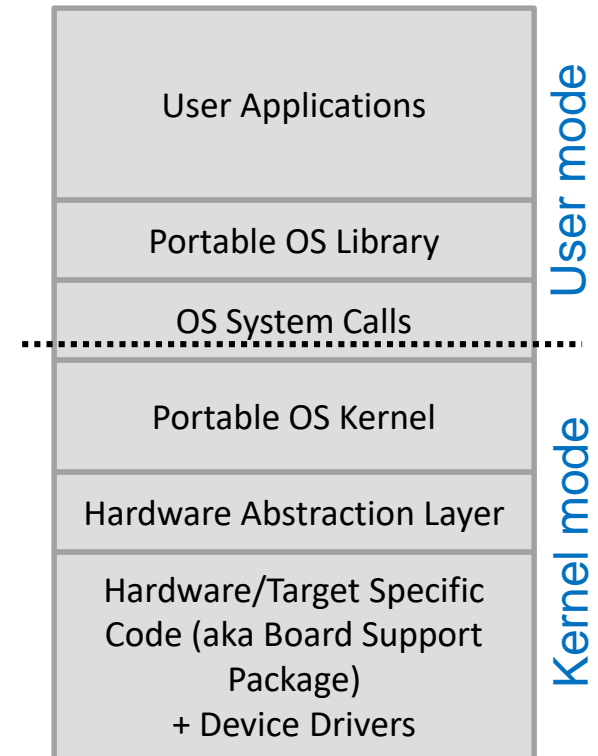 User Applications
User mode
Portable OS Library
OS System Calls
Portable OS Kernel
Kernel mode
Hardware Abstraction Layer
Hardware/Target Specific
Code (aka Board Support
Package)
+ Device Drivers